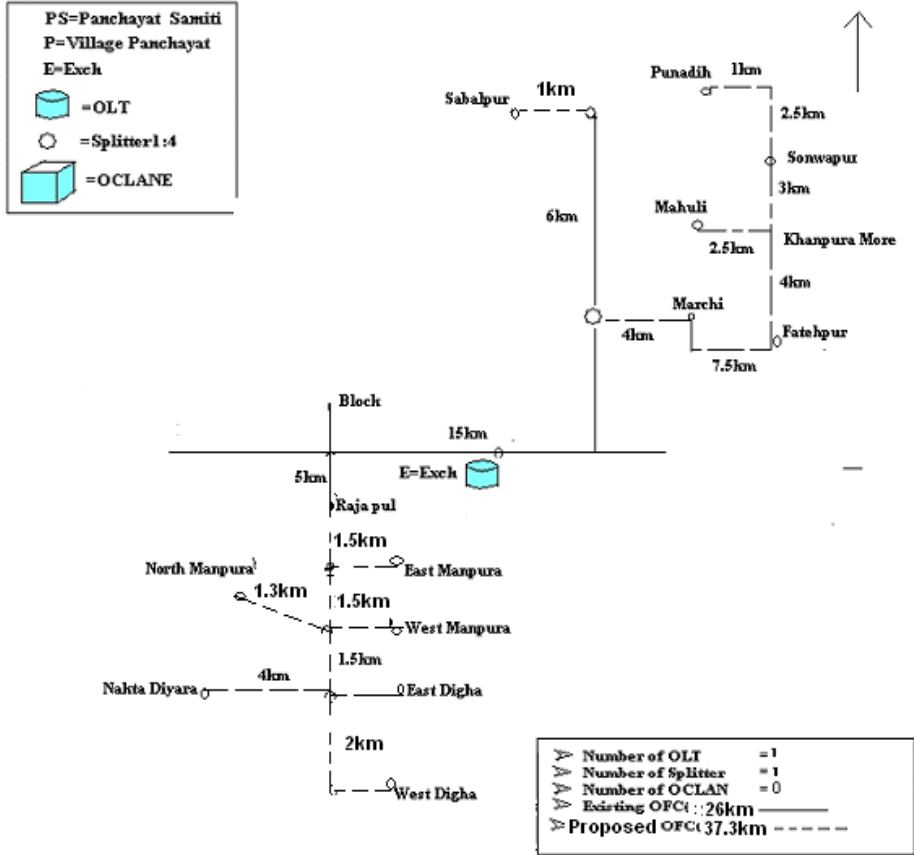 PS=Panchayat Samiti
P=Village Panchayat
E=Exch
=OLT
=Splitter1:4
=OCLANE
Sabalpur
1km
Punadih
1km
2.5km
Sonwapur
3km
6km
Mahuli
2.5km
Khanpura More
4km
Marchi
4km
Fatehpur
7.5km
Block
15km
E=Exch
5km
Raja pul
1.5km
North Manpura
East Manpura
1.3km
1.5km
West Manpura
1.5km
4km
Nakta Diyara
East Digha
2km
West Digha
Number of OLT =1
Number of Splitter =1
Number of OCLAN =0
Existing OFC( ::26km
Proposed OFC( 37.3km